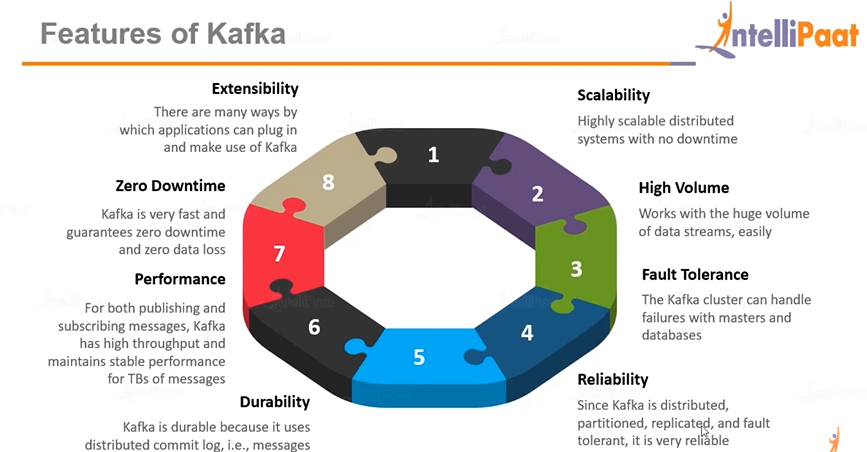 Features of Kafka
IntelliPaat
Extensibility
There are many ways by
which applications can plug in
and make use of Kafka
Zero Downtime
Kafka is very fast and
guarantees zero downtime
and zero data loss
Performance
For both publishing and
subscribing messages, Kafka
has high throughput and
maintains stable performance
for TBs of messages
Durability
Kafka is durable because it uses
distributed commit log, i.e., messages
1
2
3
4
5
6
7
8
Scalability
Highly scalable distributed
systems with no downtime
High Volume
Works with the huge volume
of data streams, easily
Fault Tolerance
The Kafka cluster can handle
failures with masters and
databases
Reliability
Since Kafka is distributed,
partitioned, replicated, and fault
tolerant, it is very reliable